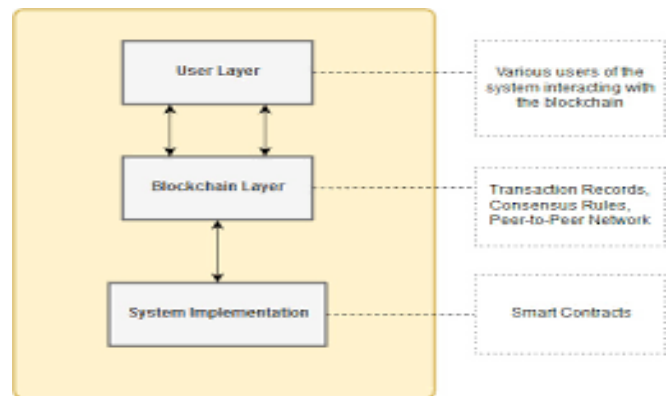 User Layer
Various users of the
system interacting with
the blockchain
Blockchain Layer
Transaction Records,
Consensus Rules,
Peer-to-Peer Network
System Implementation
Smart Contracts